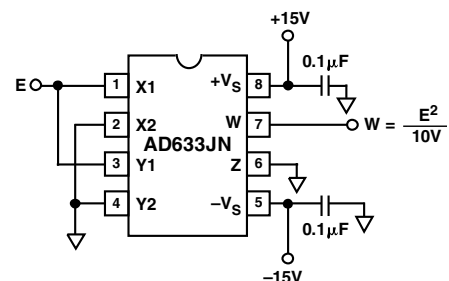 +15V
0.1μF
E
1 X1
+VS 8
2 X2
W 7
W = E²/10V
AD633JN
3 Y1
Z 6
4 Y2
–VS 5
0.1μF
–15V